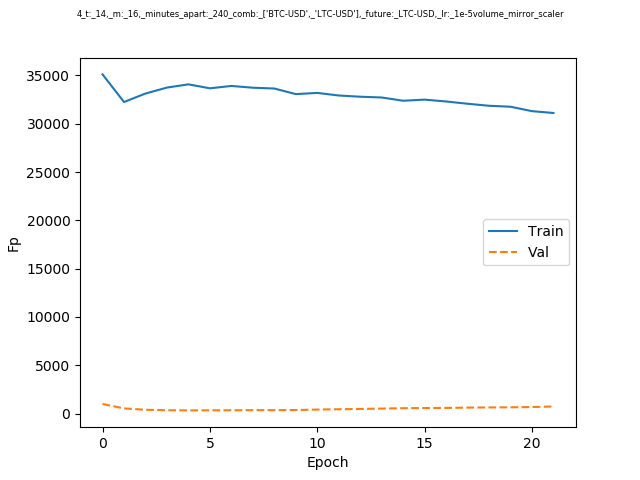 4_t:_14,_m:_16,_minutes_apart:_240_comb:_['BTC-USD',_'LTC-USD'],_future:_LTC-USD,_lr:_1e-5volume_mirror_scaler
35000
30000
25000
20000
15000
10000
5000
0
Fp
Train
Val
0 5 10 15 20
Epoch